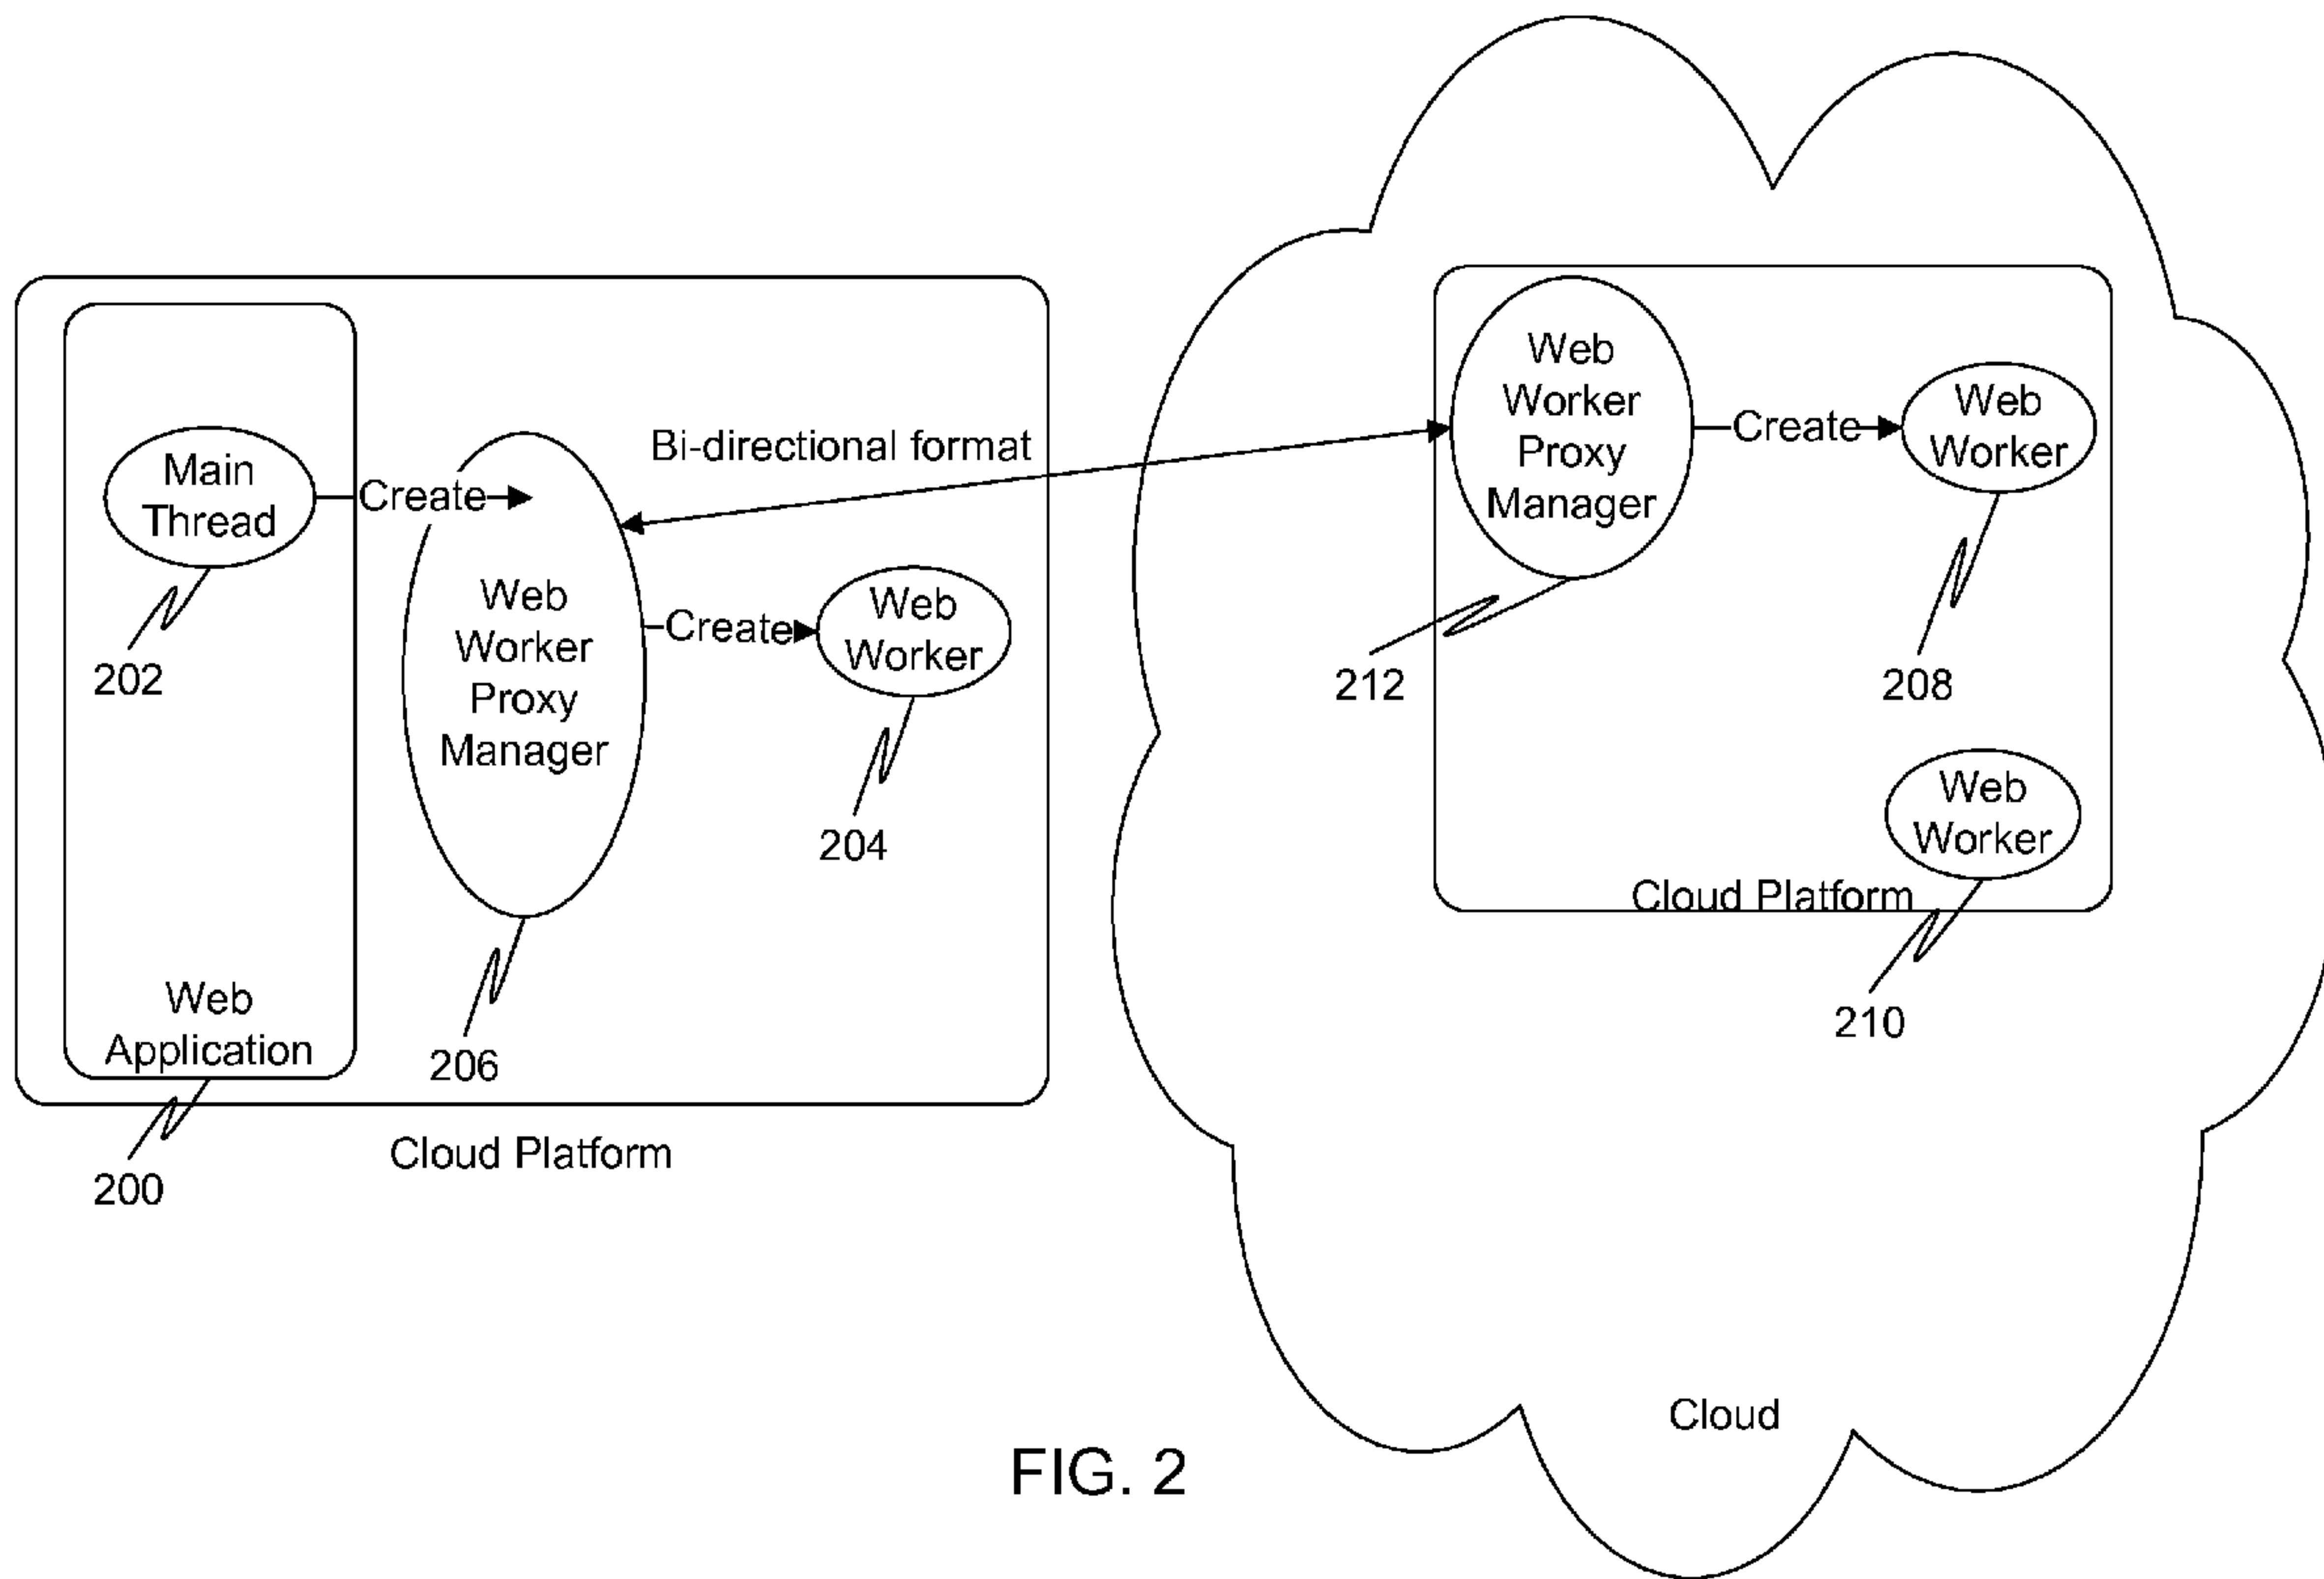 Main
Thread
202
Create
Web
Worker
Proxy
Manager
206
Create
Web
Worker
204
Web
Application
200
Cloud Platform
Bi-directional format
Web
Worker
Proxy
Manager
212
Create
Web
Worker
208
Web
Worker
210
Cloud Platform
Cloud
FIG. 2